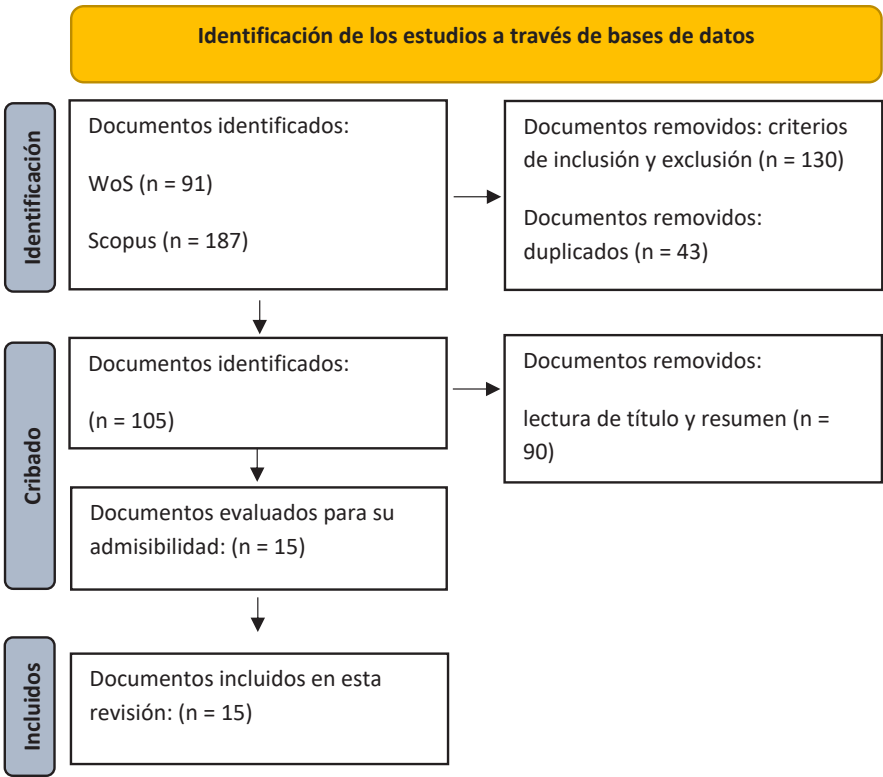 Identificación de los estudios a través de bases de datos
Identificación
Documentos identificados:
WoS (n = 91)
Scopus (n = 187)
Documentos removidos: criterios
de inclusión y exclusión (n = 130)
Documentos removidos:
duplicados (n = 43)
Cribado
Documentos identificados:
(n = 105)
Documentos removidos:
lectura de título y resumen (n =
90)
Documentos evaluados para su
admisibilidad: (n = 15)
Incluidos
Documentos incluidos en esta
revisión: (n = 15)